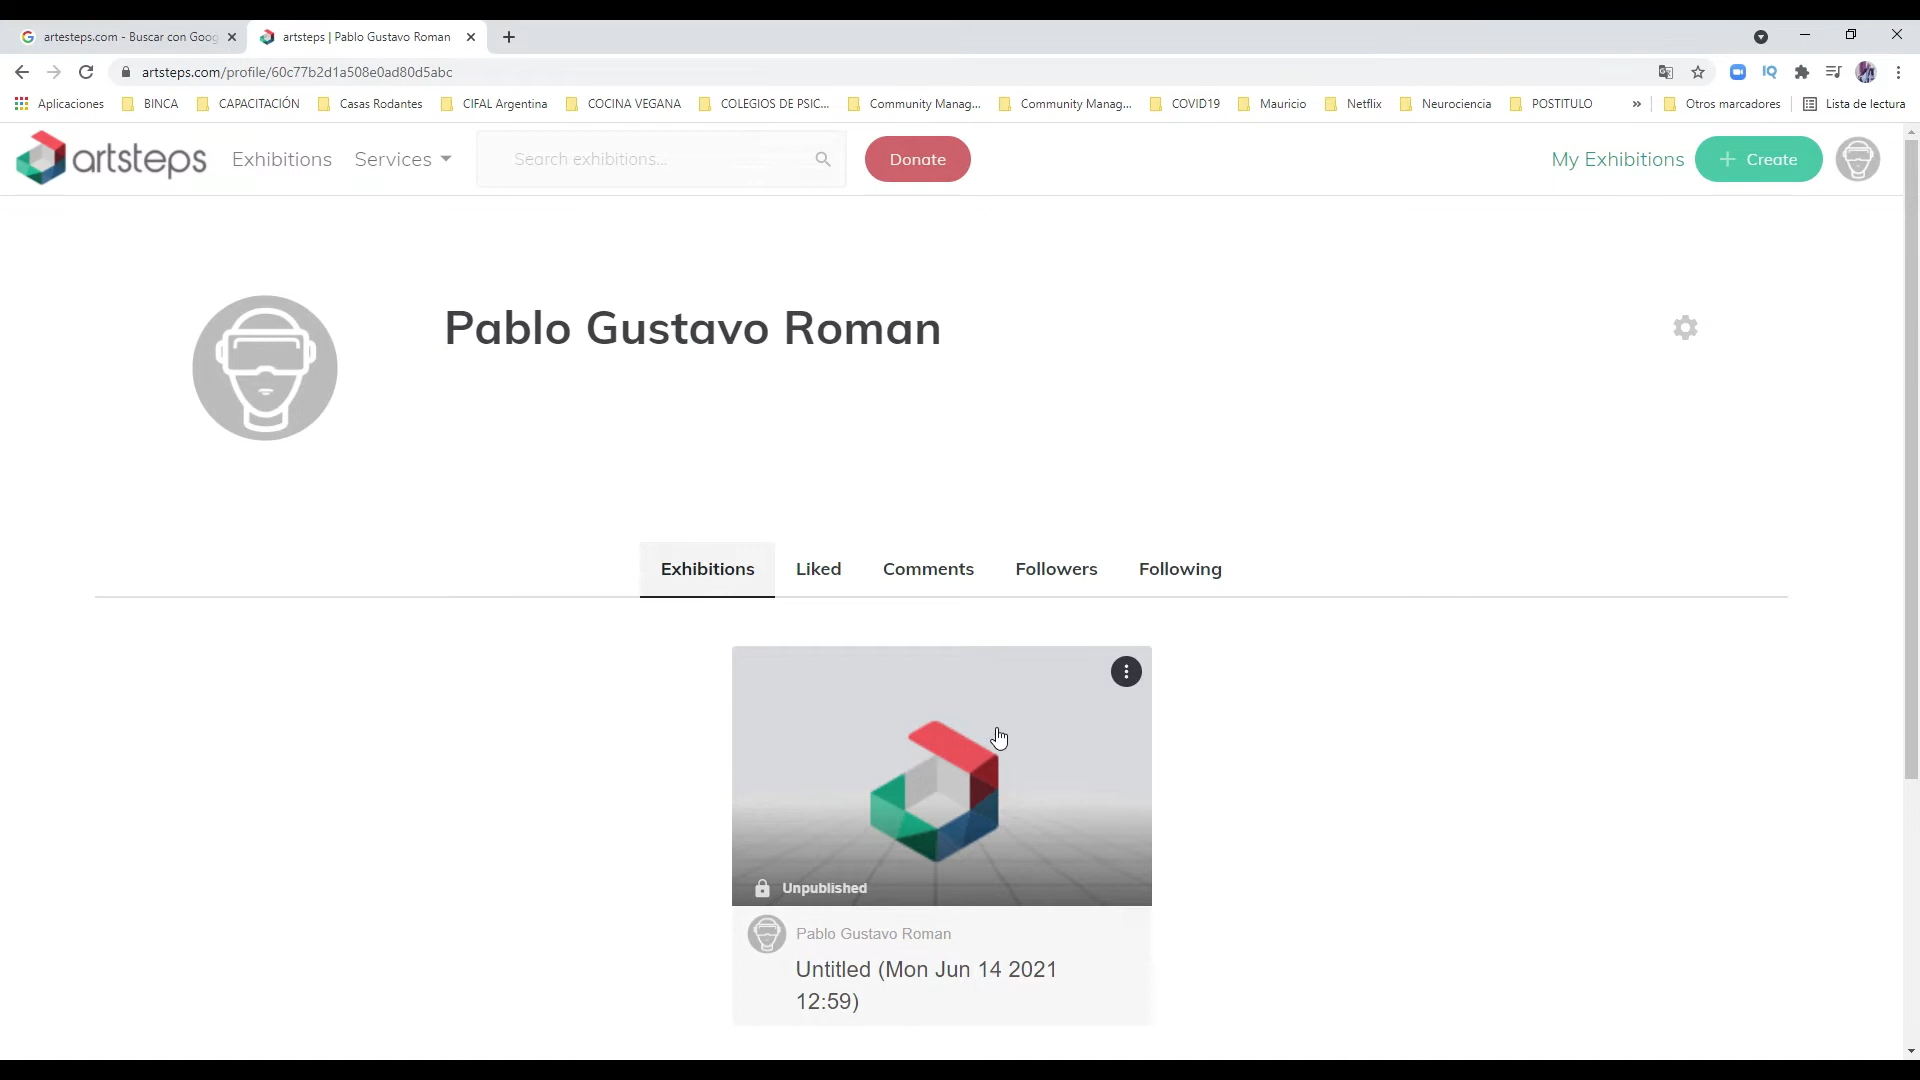 artesteps.com - Buscar con Goog
artsteps | Pablo Gustavo Roman
artsteps.com/profile/60c77b2d1a508e0ad80d5abc
IQ
Aplicaciones
BINCA
CAPACITACIÓN
Casas Rodantes
CIFAL Argentina
COCINA VEGANA
COLEGIOS DE PSIC...
Community Manag...
Community Manag...
COVID19
Mauricio
Netflix
Neurociencia
POSTITULO
»
Otros marcadores
Lista de lectura
artsteps
Exhibitions
Services
Search exhibitions...
Donate
My Exhibitions
+ Create
Pablo Gustavo Roman
Exhibitions
Liked
Comments
Followers
Following
Unpublished
Pablo Gustavo Roman
Untitled (Mon Jun 14 2021
12:59)